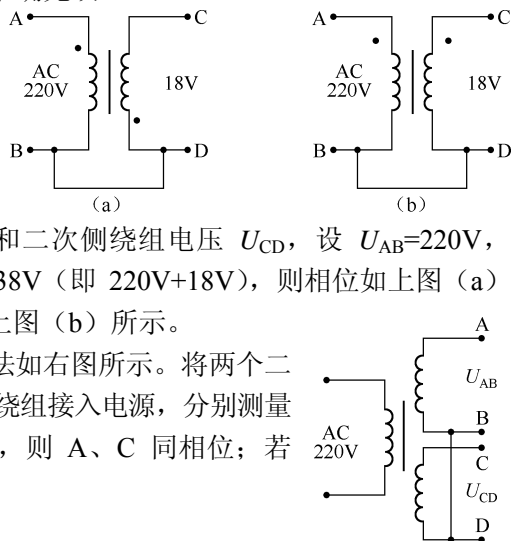 A
C
AC
220V
18V
B
D
(a)
A
C
AC
220V
18V
B
D
(b)
和二次侧绕组电压 U_CD，设 U_AB=220V，
38V（即 220V+18V），则相位如上图（a）
上图（b）所示。
法如右图所示。将两个二
绕组接入电源，分别测量
，则 A、C 同相位；若
A
U_AB
B
AC
220V
C
U_CD
D